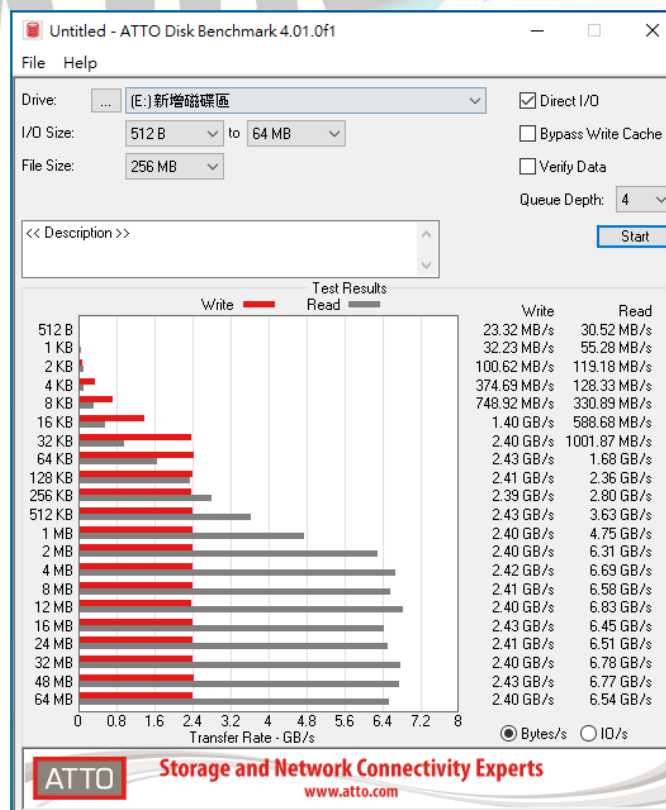 Untitled - ATTO Disk Benchmark 4.01.0f1
File Help
Drive: ... (E:)新增磁碟區 Direct I/O
I/O Size: 512 B to 64 MB Bypass Write Cache
File Size: 256 MB Verify Data
Queue Depth: 4
<< Description >> Start
Test Results
Write Read Write Read
512 B 23.32 MB/s 30.52 MB/s
1 KB 32.23 MB/s 55.28 MB/s
2 KB 100.62 MB/s 119.18 MB/s
4 KB 374.69 MB/s 128.33 MB/s
8 KB 748.92 MB/s 330.89 MB/s
16 KB 1.40 GB/s 588.68 MB/s
32 KB 2.40 GB/s 1001.87 MB/s
64 KB 2.43 GB/s 1.68 GB/s
128 KB 2.41 GB/s 2.36 GB/s
256 KB 2.39 GB/s 2.80 GB/s
512 KB 2.43 GB/s 3.63 GB/s
1 MB 2.40 GB/s 4.75 GB/s
2 MB 2.40 GB/s 6.31 GB/s
4 MB 2.42 GB/s 6.69 GB/s
8 MB 2.41 GB/s 6.58 GB/s
12 MB 2.40 GB/s 6.83 GB/s
16 MB 2.43 GB/s 6.45 GB/s
24 MB 2.41 GB/s 6.51 GB/s
32 MB 2.40 GB/s 6.78 GB/s
48 MB 2.43 GB/s 6.77 GB/s
64 MB 2.40 GB/s 6.54 GB/s
0 0.8 1.6 2.4 3.2 4 4.8 5.6 6.4 7.2 8
Transfer Rate - GB/s Bytes/s IO/s
ATTO Storage and Network Connectivity Experts
www.atto.com